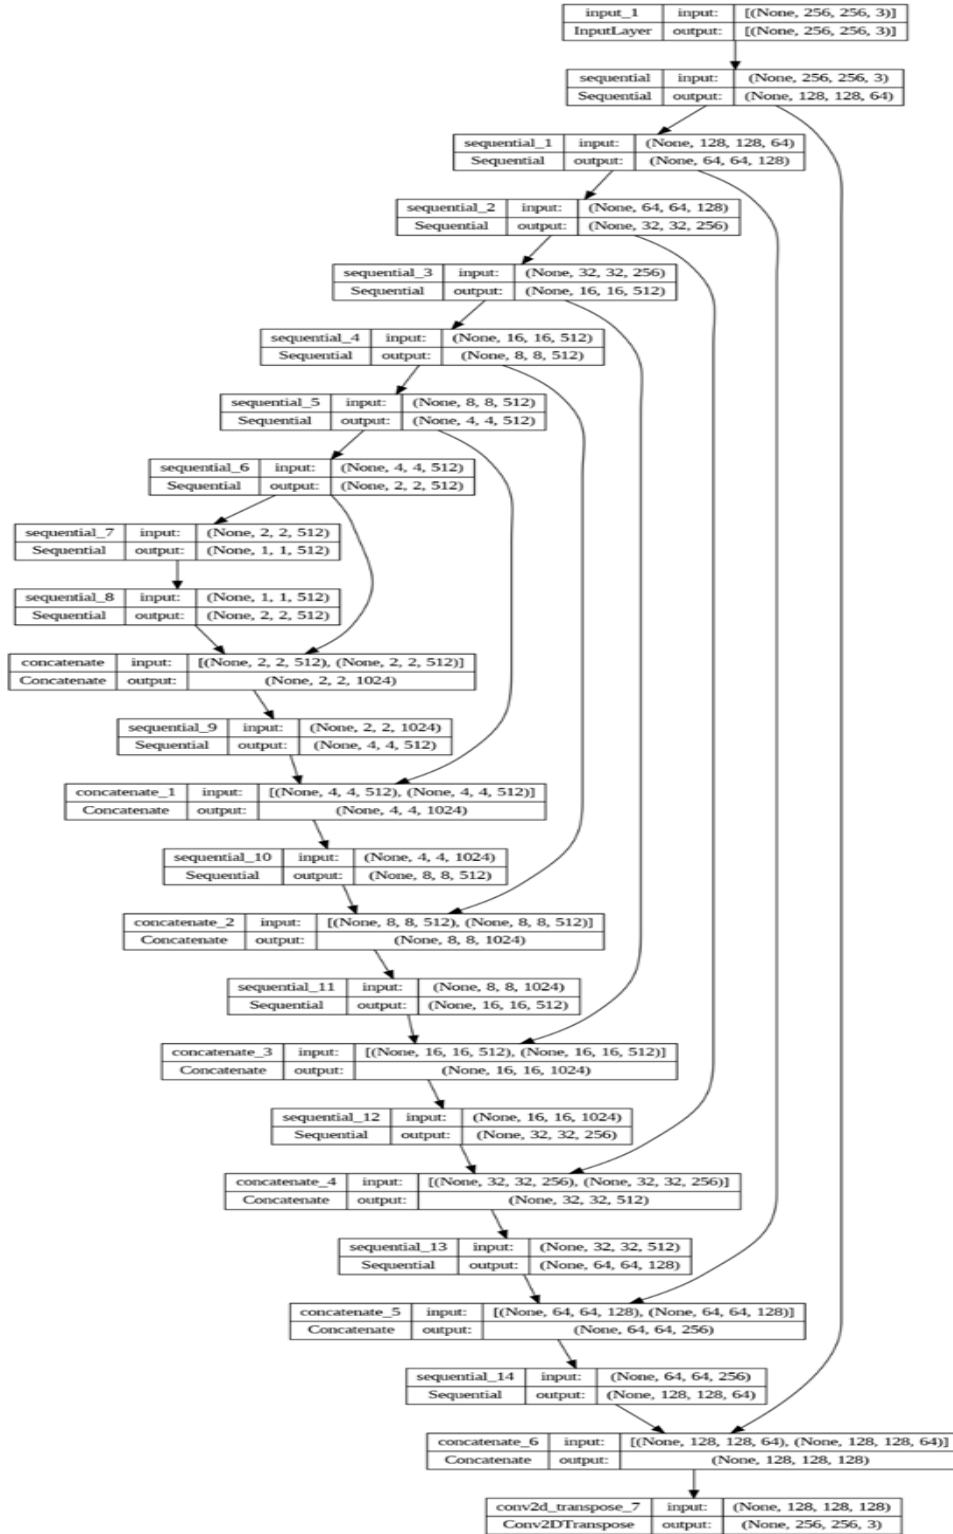 input_1 input: [(None, 256, 256, 3)]
InputLayer output: [(None, 256, 256, 3)]
sequential input: (None, 256, 256, 3)
Sequential output: (None, 128, 128, 64)
sequential_1 input: (None, 128, 128, 64)
Sequential output: (None, 64, 64, 128)
sequential_2 input: (None, 64, 64, 128)
Sequential output: (None, 32, 32, 256)
sequential_3 input: (None, 32, 32, 256)
Sequential output: (None, 16, 16, 512)
sequential_4 input: (None, 16, 16, 512)
Sequential output: (None, 8, 8, 512)
sequential_5 input: (None, 8, 8, 512)
Sequential output: (None, 4, 4, 512)
sequential_6 input: (None, 4, 4, 512)
Sequential output: (None, 2, 2, 512)
sequential_7 input: (None, 2, 2, 512)
Sequential output: (None, 1, 1, 512)
sequential_8 input: (None, 1, 1, 512)
Sequential output: (None, 2, 2, 512)
concatenate input: [(None, 2, 2, 512), (None, 2, 2, 512)]
Concatenate output: (None, 2, 2, 1024)
sequential_9 input: (None, 2, 2, 1024)
Sequential output: (None, 4, 4, 512)
concatenate_1 input: [(None, 4, 4, 512), (None, 4, 4, 512)]
Concatenate output: (None, 4, 4, 1024)
sequential_10 input: (None, 4, 4, 1024)
Sequential output: (None, 8, 8, 512)
concatenate_2 input: [(None, 8, 8, 512), (None, 8, 8, 512)]
Concatenate output: (None, 8, 8, 1024)
sequential_11 input: (None, 8, 8, 1024)
Sequential output: (None, 16, 16, 512)
concatenate_3 input: [(None, 16, 16, 512), (None, 16, 16, 512)]
Concatenate output: (None, 16, 16, 1024)
sequential_12 input: (None, 16, 16, 1024)
Sequential output: (None, 32, 32, 256)
concatenate_4 input: [(None, 32, 32, 256), (None, 32, 32, 256)]
Concatenate output: (None, 32, 32, 512)
sequential_13 input: (None, 32, 32, 512)
Sequential output: (None, 64, 64, 128)
concatenate_5 input: [(None, 64, 64, 128), (None, 64, 64, 128)]
Concatenate output: (None, 64, 64, 256)
sequential_14 input: (None, 64, 64, 256)
Sequential output: (None, 128, 128, 64)
concatenate_6 input: [(None, 128, 128, 64), (None, 128, 128, 64)]
Concatenate output: (None, 128, 128, 128)
conv2d_transpose_7 input: (None, 128, 128, 128)
Conv2DTranspose output: (None, 256, 256, 3)